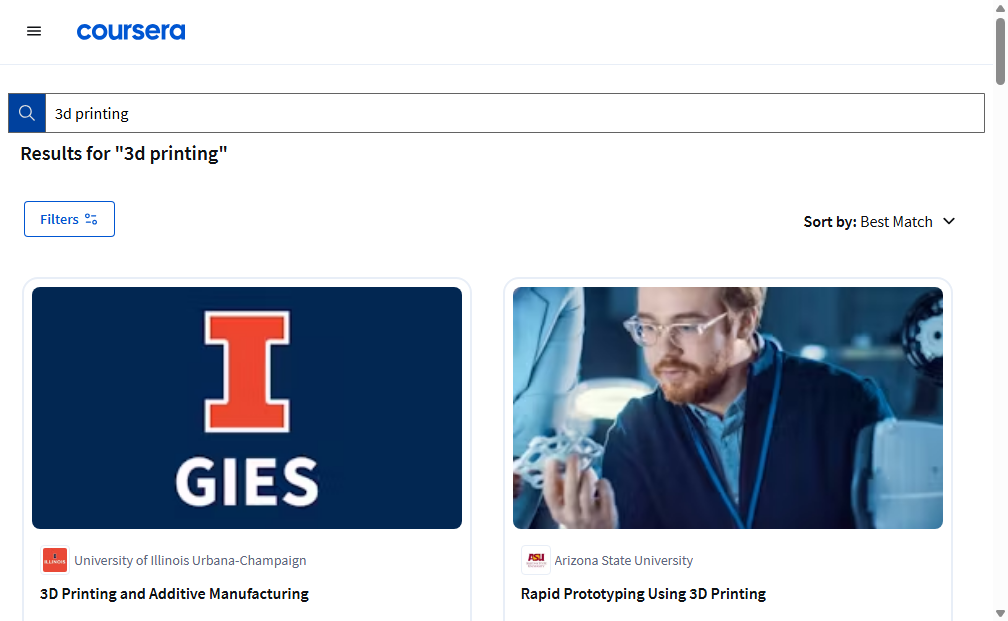 coursera
3d printing
Results for "3d printing"
Filters
Sort by: Best Match
I
GIES
ILLINOIS
University of Illinois Urbana-Champaign
ASU
Arizona State University
3D Printing and Additive Manufacturing
Rapid Prototyping Using 3D Printing